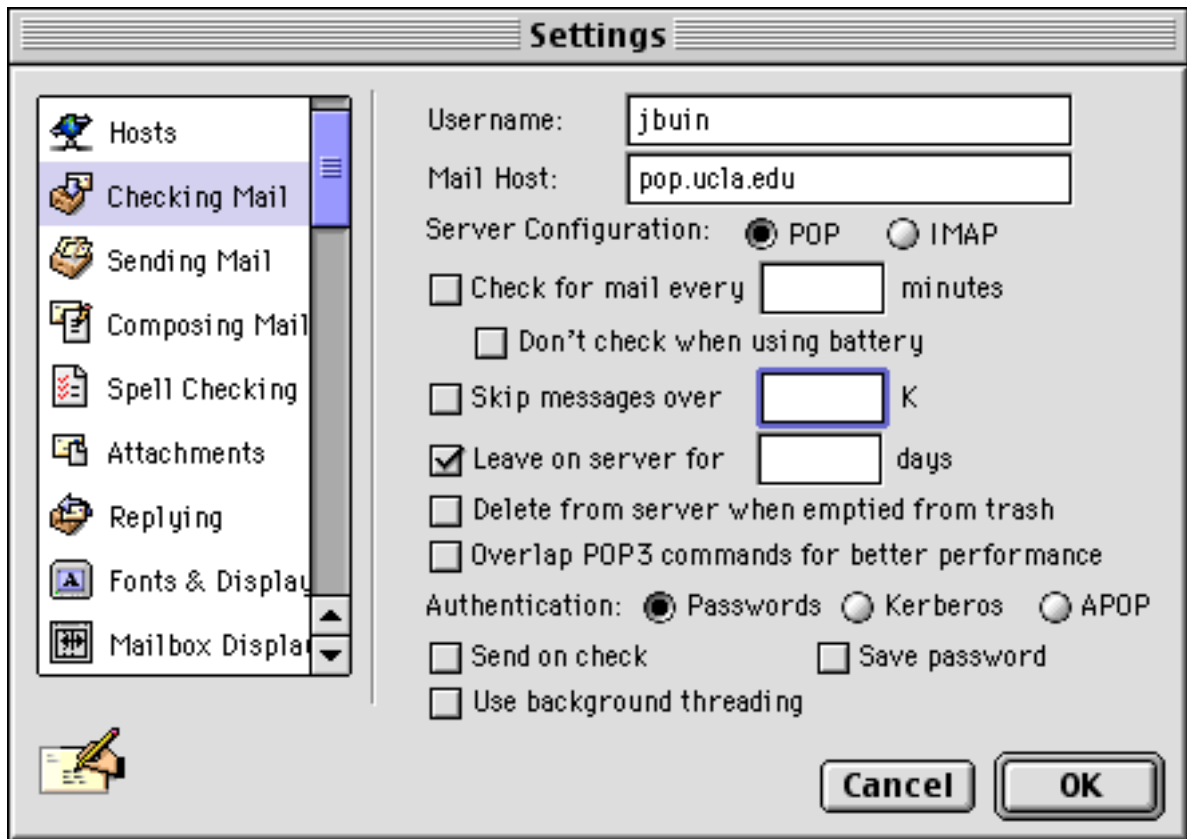 Settings
Hosts
Checking Mail
Sending Mail
Composing Mail
Spell Checking
Attachments
Replying
Fonts & Display
Mailbox Displa
Username: jbuin
Mail Host: pop.ucla.edu
Server Configuration: POP IMAP
Check for mail every minutes
Don't check when using battery
Skip messages over K
Leave on server for days
Delete from server when emptied from trash
Overlap POP3 commands for better performance
Authentication: Passwords Kerberos APOP
Send on check Save password
Use background threading
Cancel OK